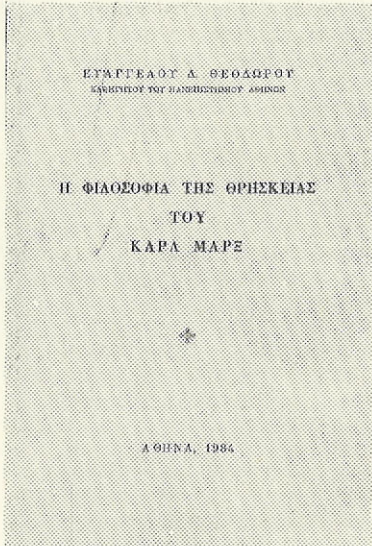 ΕΥΑΓΓΕΛΟΥ Δ. ΘΕΟΔΩΡΟΥ
ΚΑΘΗΓΗΤΟΥ ΤΟΥ ΠΑΝΕΠΙΣΤΗΜΙΟΥ ΑΘΗΝΩΝ
Η ΦΙΛΟΣΟΦΙΑ ΤΗΣ ΘΡΗΣΚΕΙΑΣ
ΤΟΥ
ΚΑΡΛ ΜΑΡΞ
ΑΘΗΝΑ, 1984